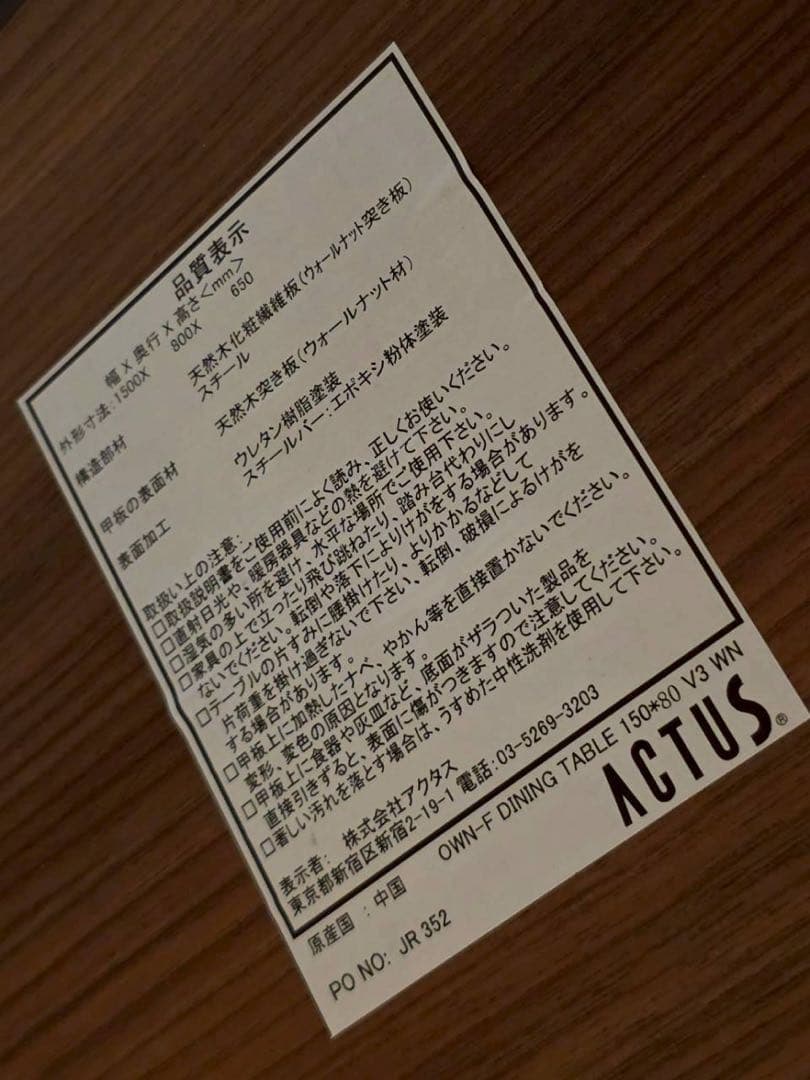 品質表示
幅 X 奥行 X 高さ<mm>
外形寸法:1500X 800X 650
構造部材 天然木化粧繊維板(ウォールナット突き板)
スチール
甲板の表面材 天然木突き板(ウォールナット材)
表面加工 ウレタン樹脂塗装
スチールバー:エポキシ粉体塗装
取扱い上の注意:
□取扱説明書をご使用前によく読み、正しくお使いください。
□直射日光や、暖房器具などの熱を避けて下さい。
□湿気の多い所を避け、水平な場所でご使用下さい。
□家具の上で立ったり飛び跳ねたり、踏み台代わりにし
ないでください。転倒や落下によりけがをする場合があります。
□テーブルの片すみに腰掛けたり、よりかかるなどして
片荷重を掛け過ぎないで下さい、転倒、破損によるけがを
する場合があります。
□甲板上に加熱したナベ、やかん等を直接置かないでください。
変形、変色の原因となります。
□甲板上に食器や灰皿など、底面がザラついた製品を
直接引きずると、表面に傷がつきますので注意してください。
□著しい汚れを落とす場合は、うすめた中性洗剤を使用して下さい。
表示者: 株式会社アクタス
東京都新宿区新宿2-19-1 電話:03-5269-3203
原産国 : 中国 OWN-F DINING TABLE 150*80 V3 WN
PO NO: JR 352
ACTUS®